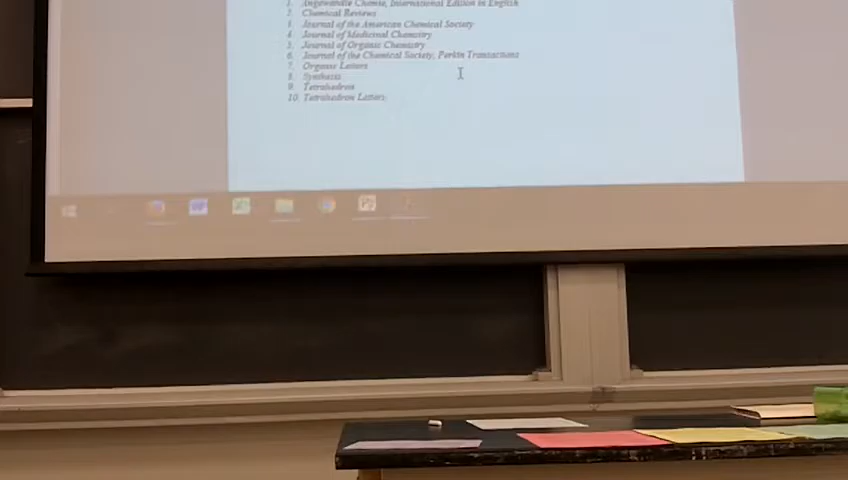 1. Angewandte Chemie, International Edition in English
2. Chemical Reviews
3. Journal of the American Chemical Society
4. Journal of Medicinal Chemistry
5. Journal of Organic Chemistry
6. Journal of the Chemical Society, Perkin Transactions
7. Organic Letters
8. Synthesis
9. Tetrahedron
10. Tetrahedron Letters